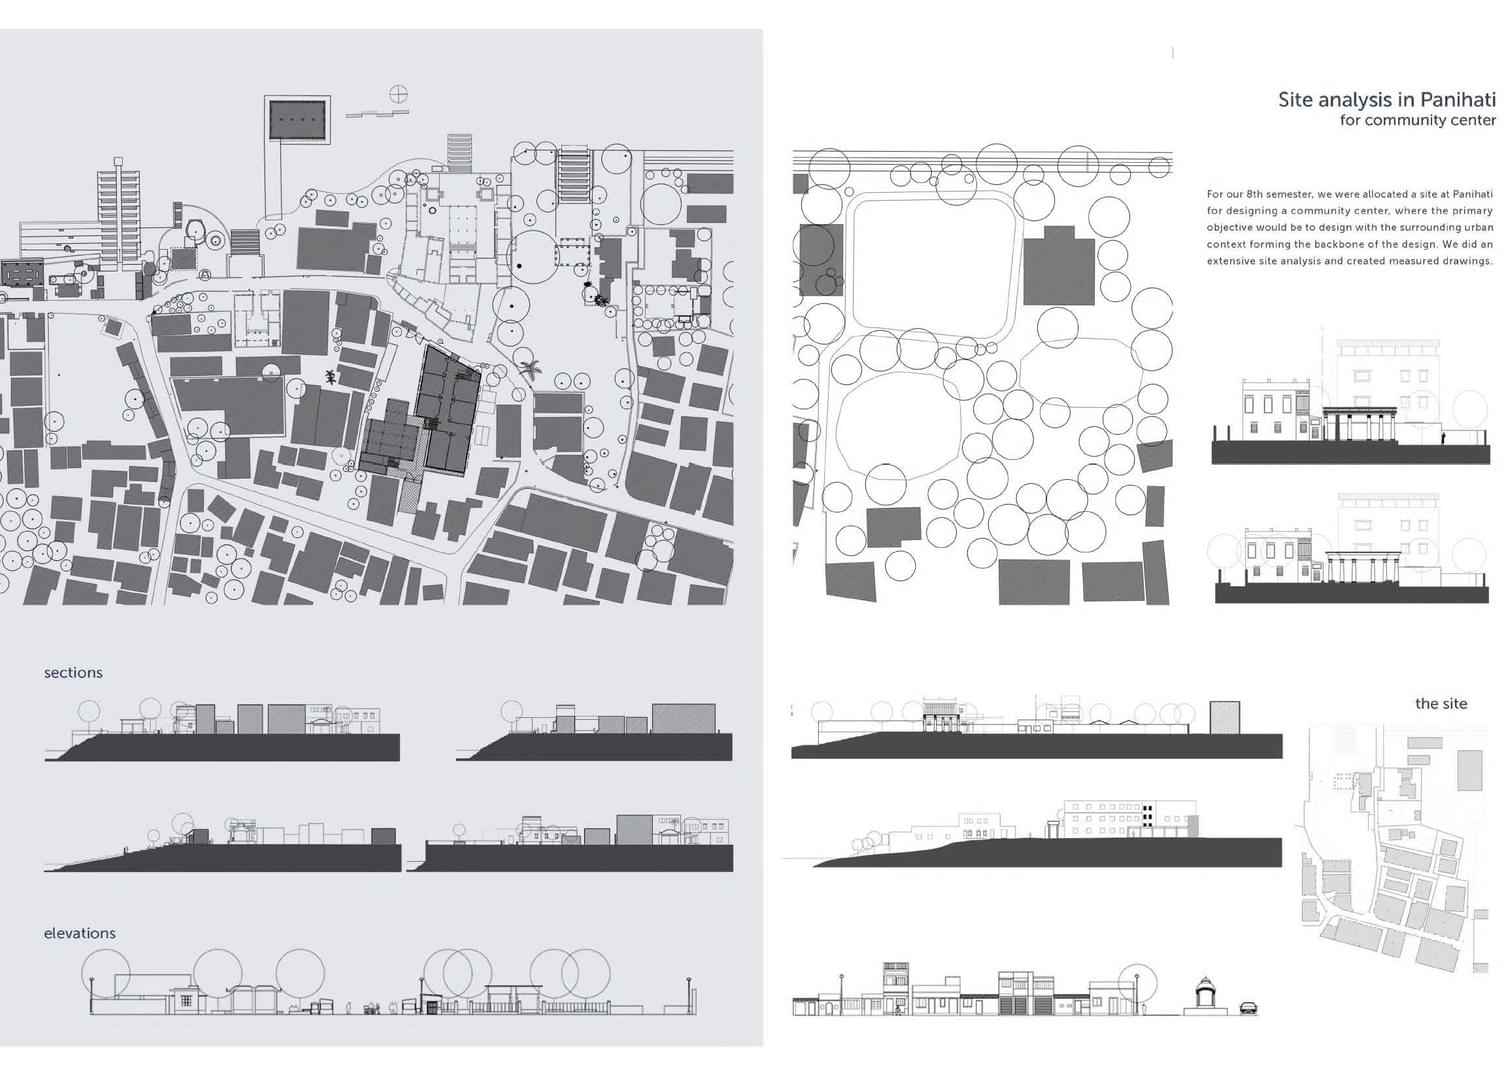 Site analysis in Panihati
for community center
For our 8th semester, we were allocated a site at Panihati
for designing a community center, where the primary
objective would be to design with the surrounding urban
context forming the backbone of the design. We did an
extensive site analysis and created measured drawings.
sections
the site
elevations